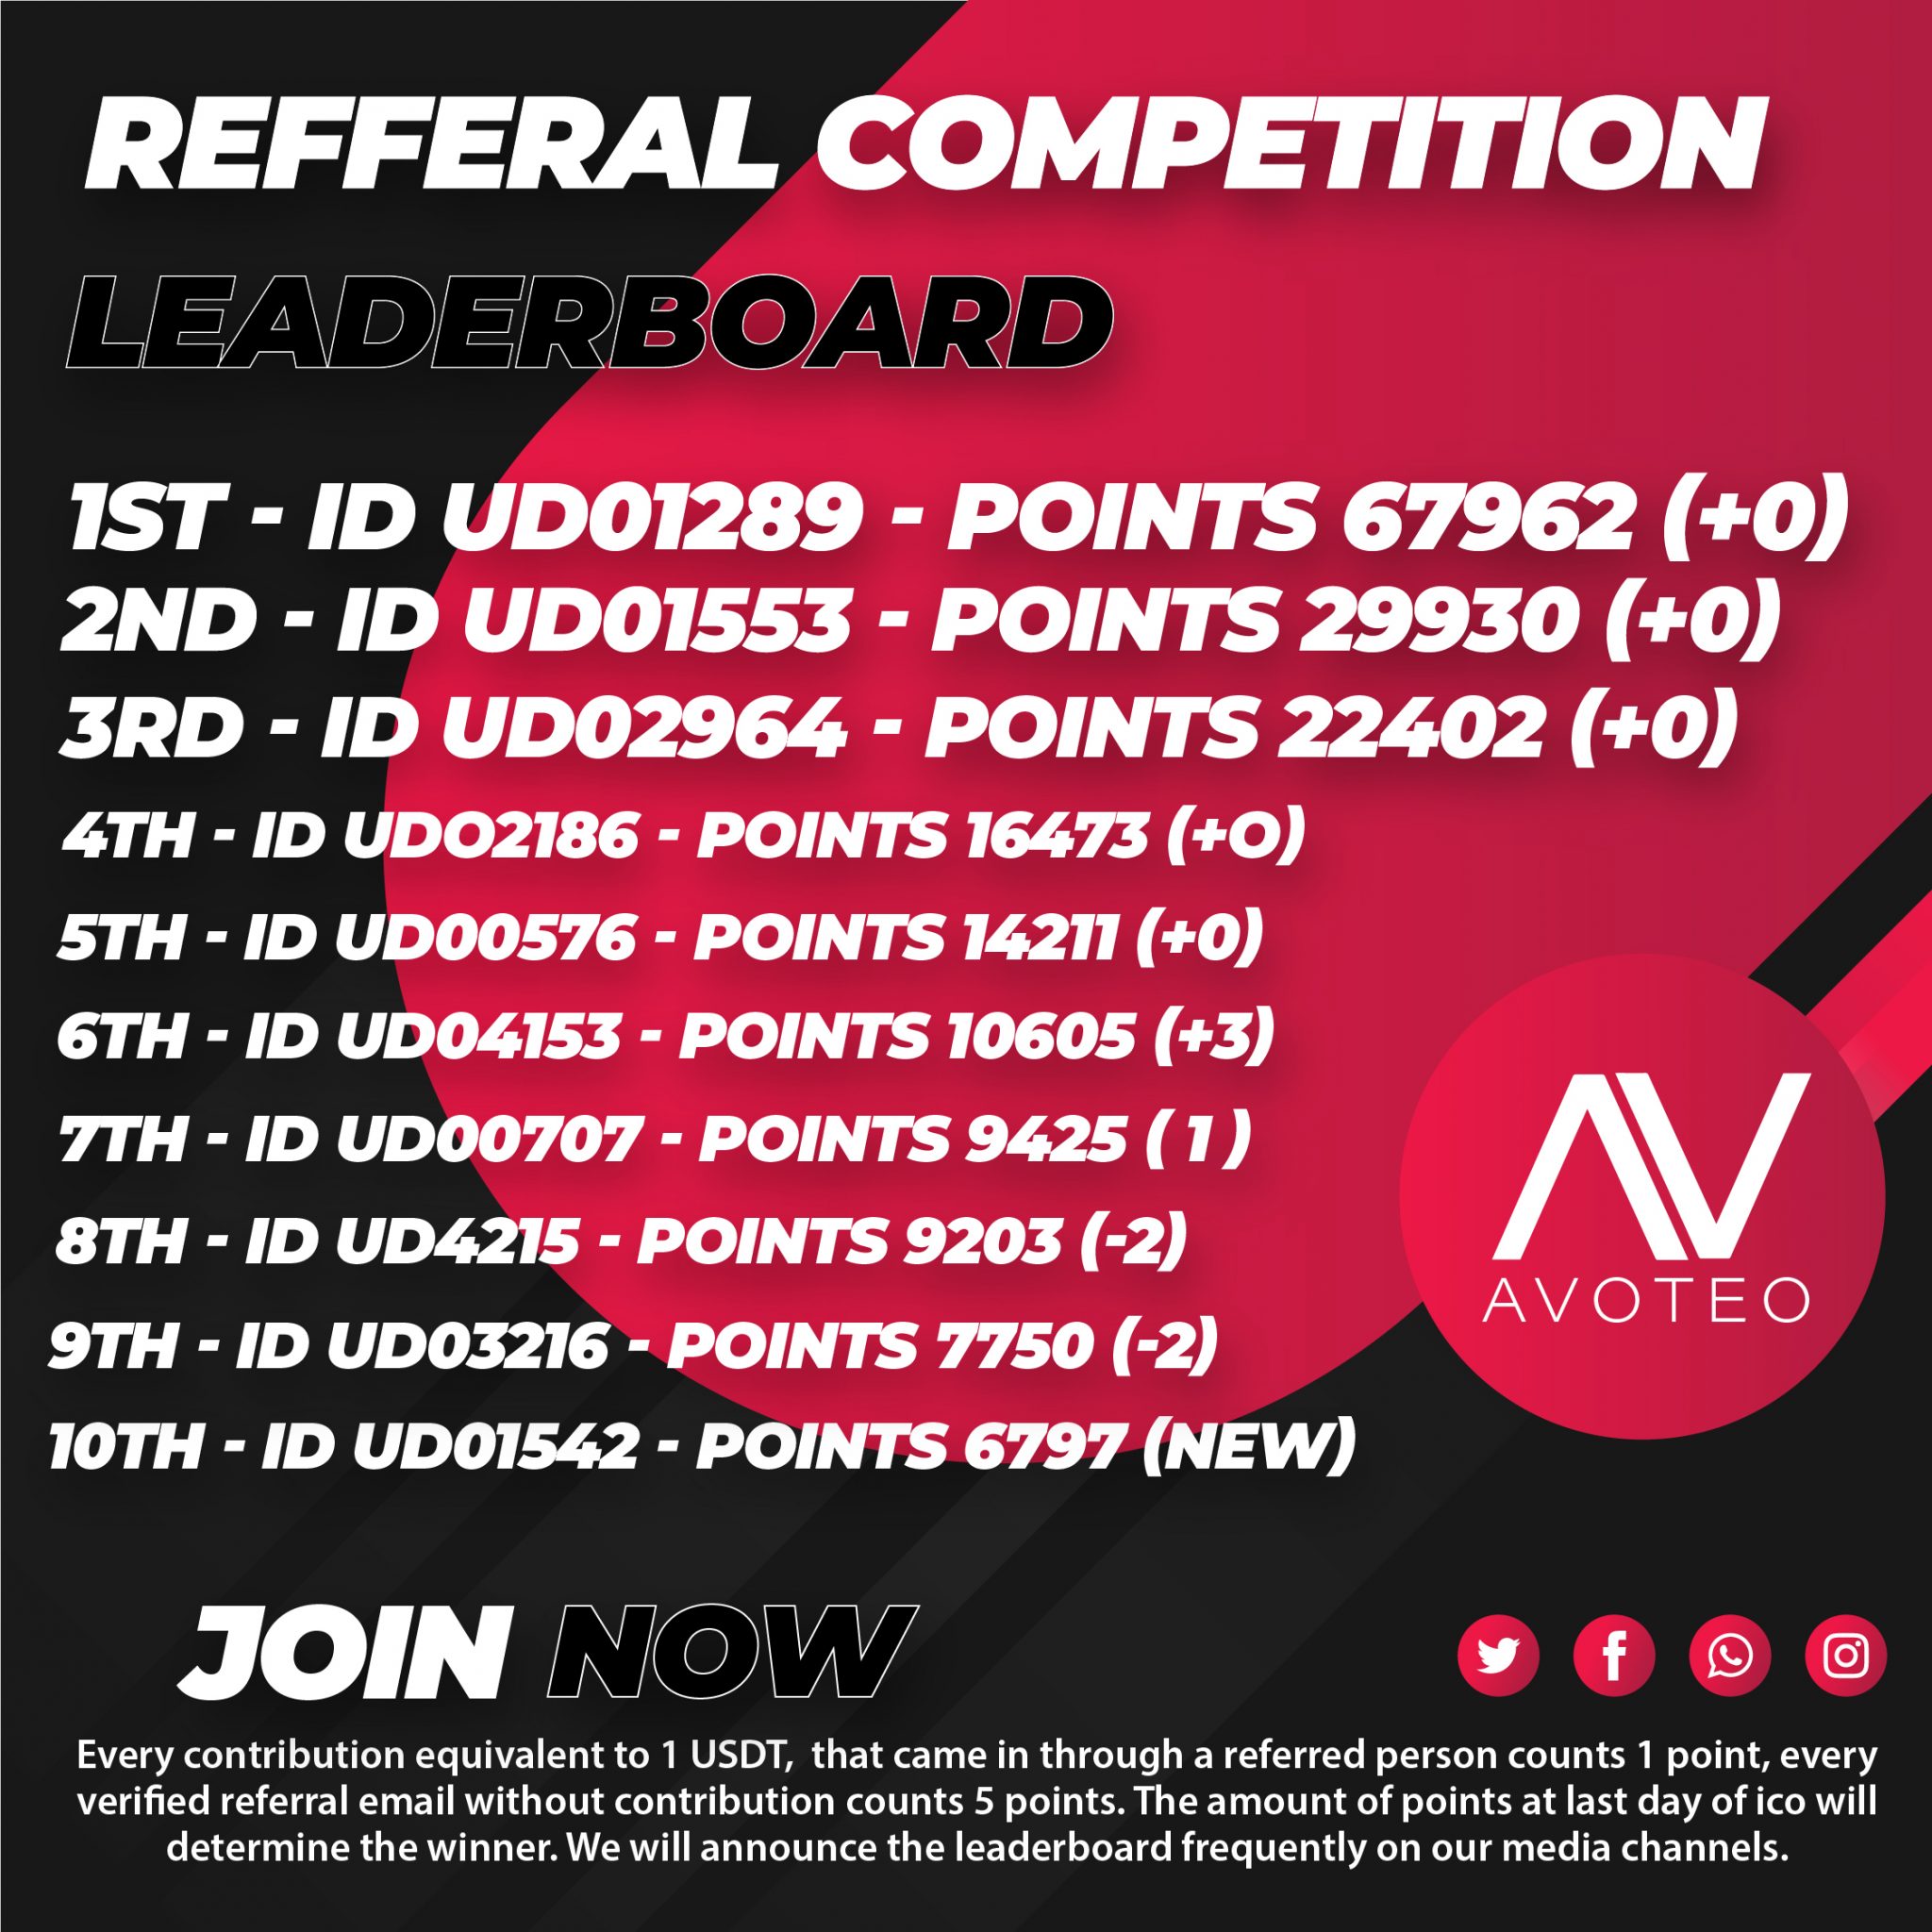 REFFERAL COMPETITION
LEADERBOARD
1ST - ID UD01289 - POINTS 67962 (+0)
2ND - ID UD01553 - POINTS 29930 (+0)
3RD - ID UD02964 - POINTS 22402 (+0)
4TH - ID UDO2186 - POINTS 16473 (+O)
5TH - ID UD00576 - POINTS 14211 (+0)
6TH - ID UD04153 - POINTS 10605 (+3)
7TH - ID UD00707 - POINTS 9425 ( 1 )
8TH - ID UD4215 - POINTS 9203 (-2)
9TH - ID UD03216 - POINTS 7750 (-2)
10TH - ID UD01542 - POINTS 6797 (NEW)
AV
AVOTEO
JOIN NOW
Every contribution equivalent to 1 USDT, that came in through a referred person counts 1 point, every
verified referral email without contribution counts 5 points. The amount of points at last day of ico will
determine the winner. We will announce the leaderboard frequently on our media channels.